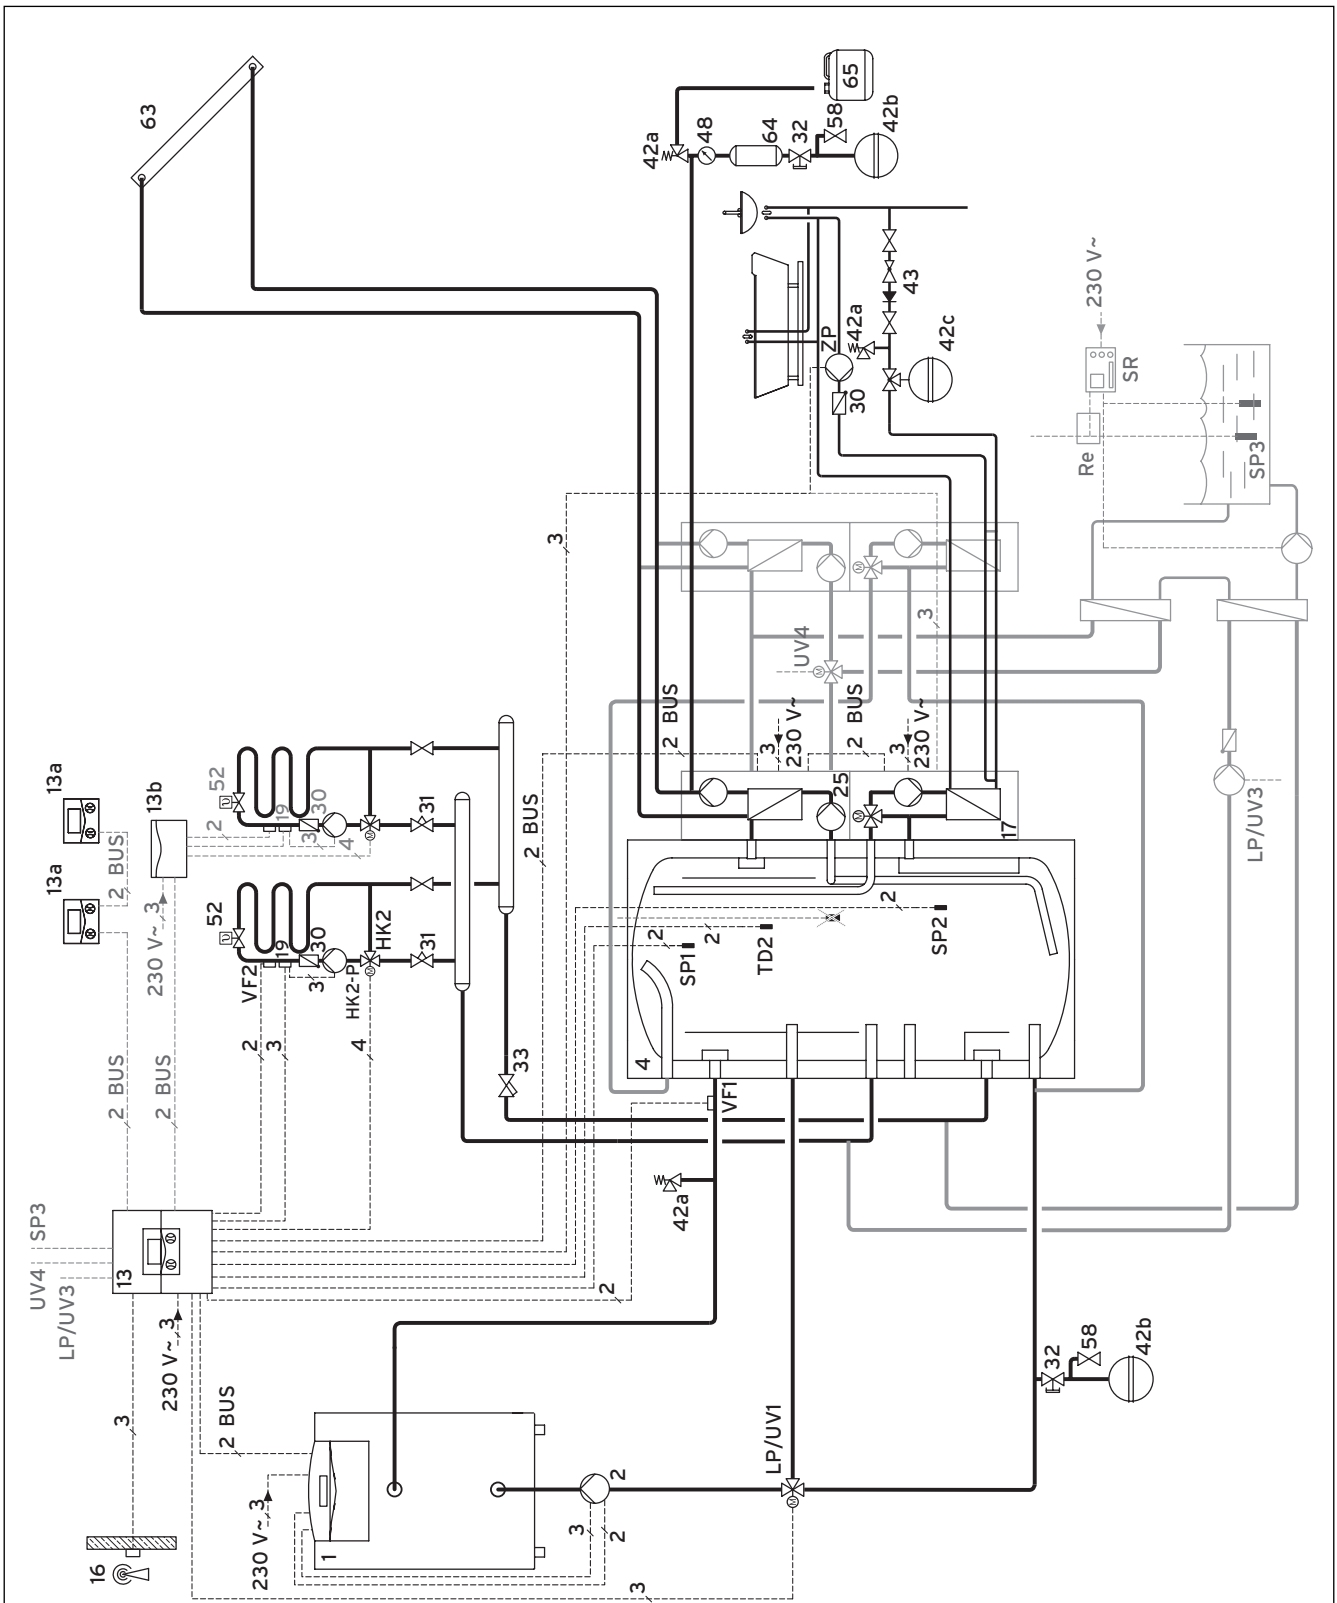 63
65
42a
48
64
32
58
42b
43
ZP
42a
42c
30
230 V~
SR
Re
SP3
3
3
UV4
2 BUS
3
230 V~
2 BUS
3
230 V~
25
17
LP/UV3
13a
13a
2 BUS
13b
52
2
19
30
3
4
31
230 V~ 3
52
VF2
19
30
3
HK2-P
HK2
31
2 BUS
2
SP1
2
TD2
2
SP2
4
VF1
33
2
3
4
2 BUS
2 BUS
42a
SP3
UV4
LP/UV3
13
230 V~ 3
2
3
2 BUS
LP/UV1
32
58
42b
16
230 V~ 3
1
2
3
2
3